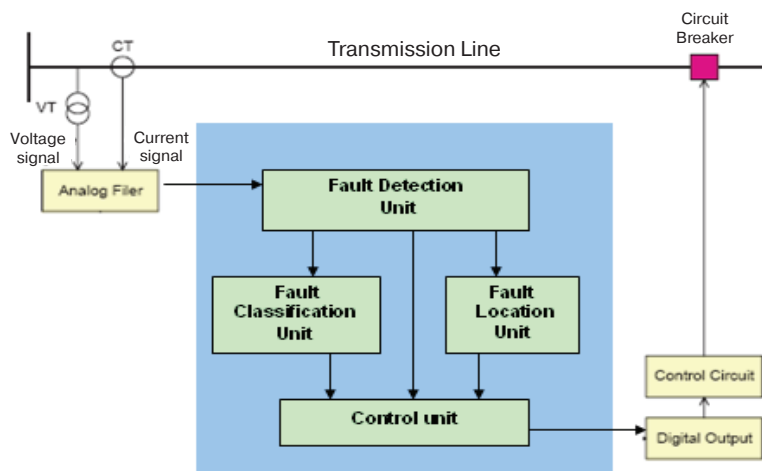 Circuit
Breaker
CT
Transmission Line
VT
Voltage
signal
Current
signal
Analog Filer
Fault Detection
Unit
Fault
Classification
Unit
Fault
Location
Unit
Control unit
Control Circuit
Digital Output